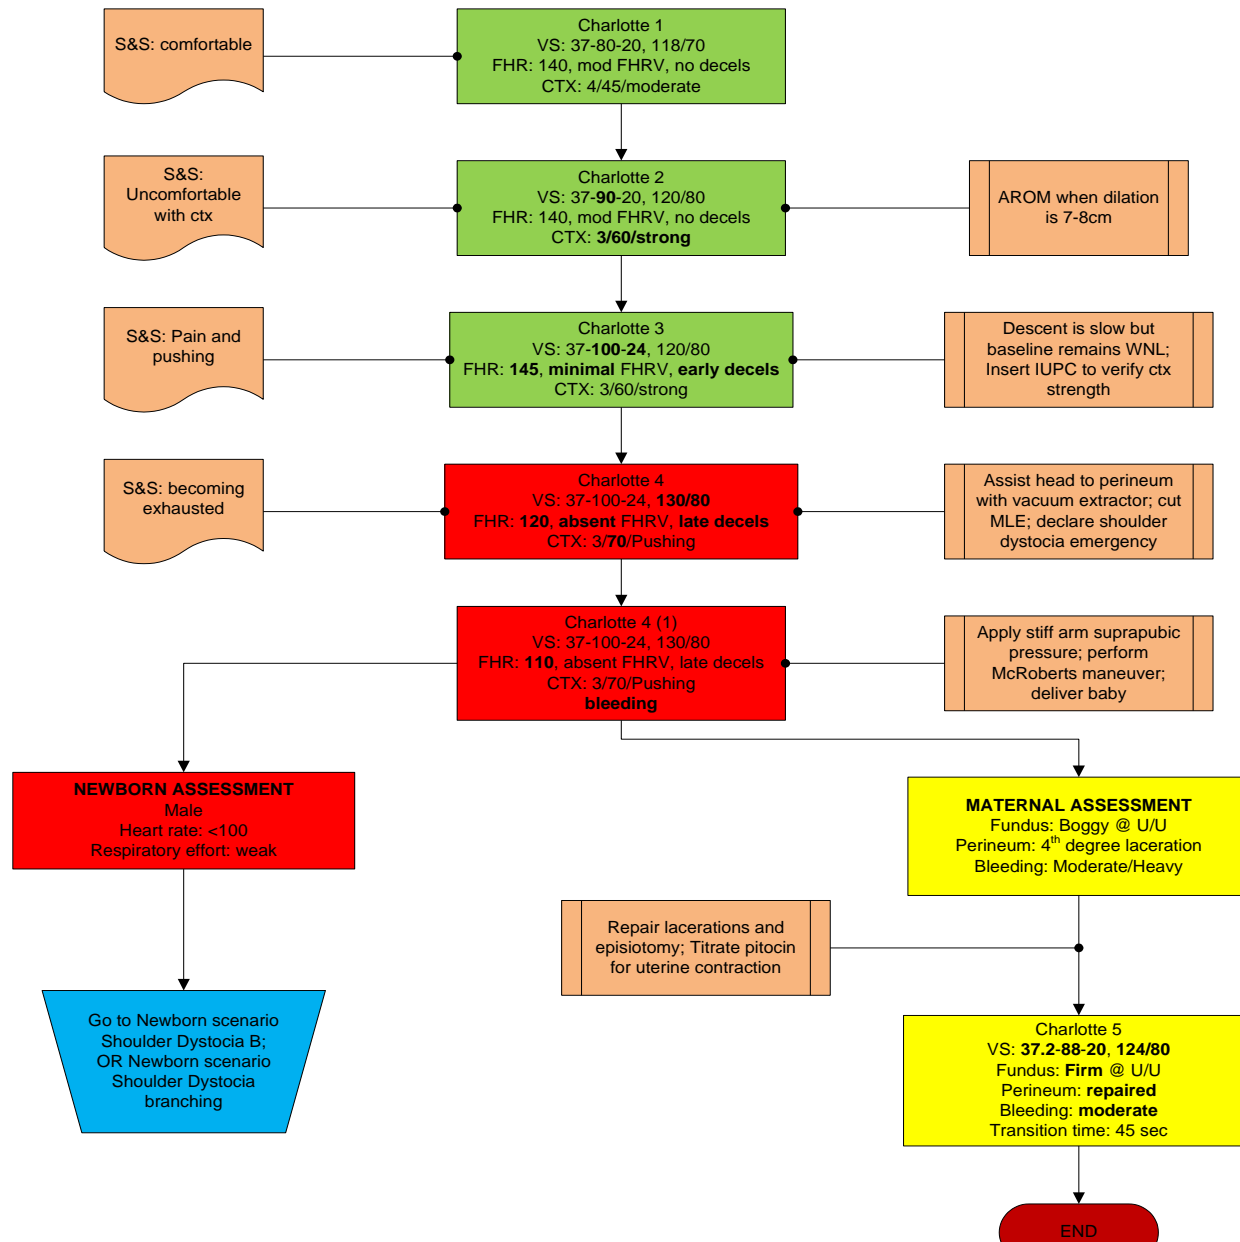 S&S: comfortable
Charlotte 1
VS: 37-80-20, 118/70
FHR: 140, mod FHRV, no decels
CTX: 4/45/moderate
S&S:
Uncomfortable
with ctx
Charlotte 2
VS: 37-90-20, 120/80
FHR: 140, mod FHRV, no decels
CTX: 3/60/strong
AROM when dilation
is 7-8cm
S&S: Pain and
pushing
Charlotte 3
VS: 37-100-24, 120/80
FHR: 145, minimal FHRV, early decels
CTX: 3/60/strong
Descent is slow but
baseline remains WNL;
Insert IUPC to verify ctx
strength
S&S: becoming
exhausted
Charlotte 4
VS: 37-100-24, 130/80
FHR: 120, absent FHRV, late decels
CTX: 3/70/Pushing
Assist head to perineum
with vacuum extractor; cut
MLE; declare shoulder
dystocia emergency
Charlotte 4 (1)
VS: 37-100-24, 130/80
FHR: 110, absent FHRV, late decels
CTX: 3/70/Pushing
bleeding
Apply stiff arm suprapubic
pressure; perform
McRoberts maneuver;
deliver baby
NEWBORN ASSESSMENT
Male
Heart rate: <100
Respiratory effort: weak
MATERNAL ASSESSMENT
Fundus: Boggy @ U/U
Perineum: 4th degree laceration
Bleeding: Moderate/Heavy
Repair lacerations and
episiotomy; Titrate pitocin
for uterine contraction
Go to Newborn scenario
Shoulder Dystocia B;
OR Newborn scenario
Shoulder Dystocia
branching
Charlotte 5
VS: 37.2-88-20, 124/80
Fundus: Firm @ U/U
Perineum: repaired
Bleeding: moderate
Transition time: 45 sec
END